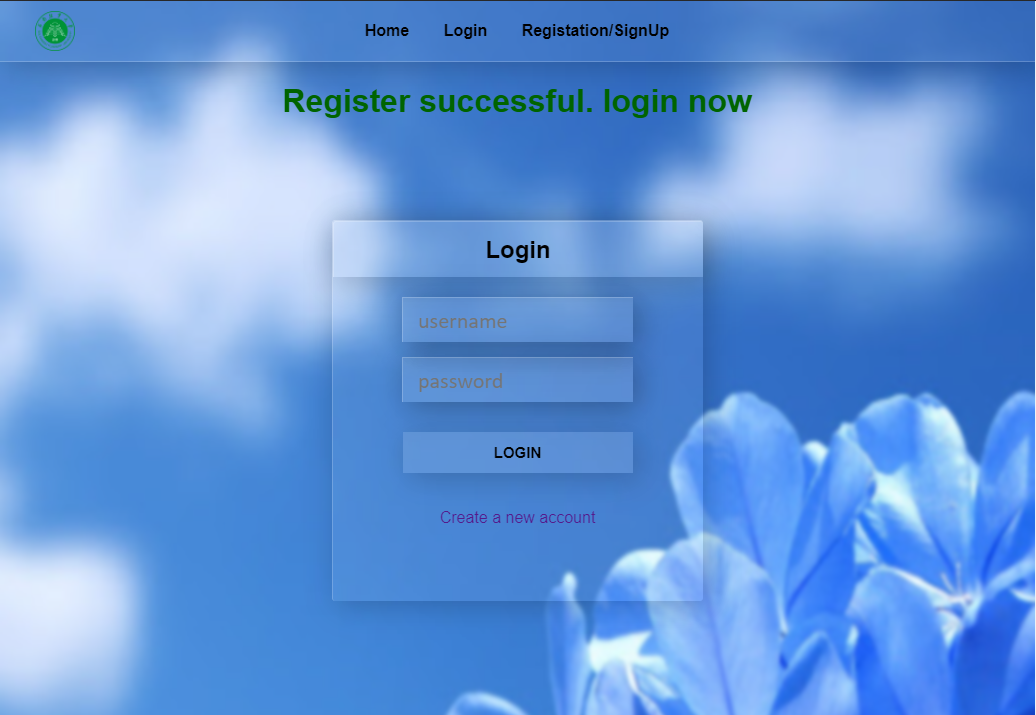 Home Login Registation/SignUp
Register successful. login now
Login
username
password
LOGIN
Create a new account